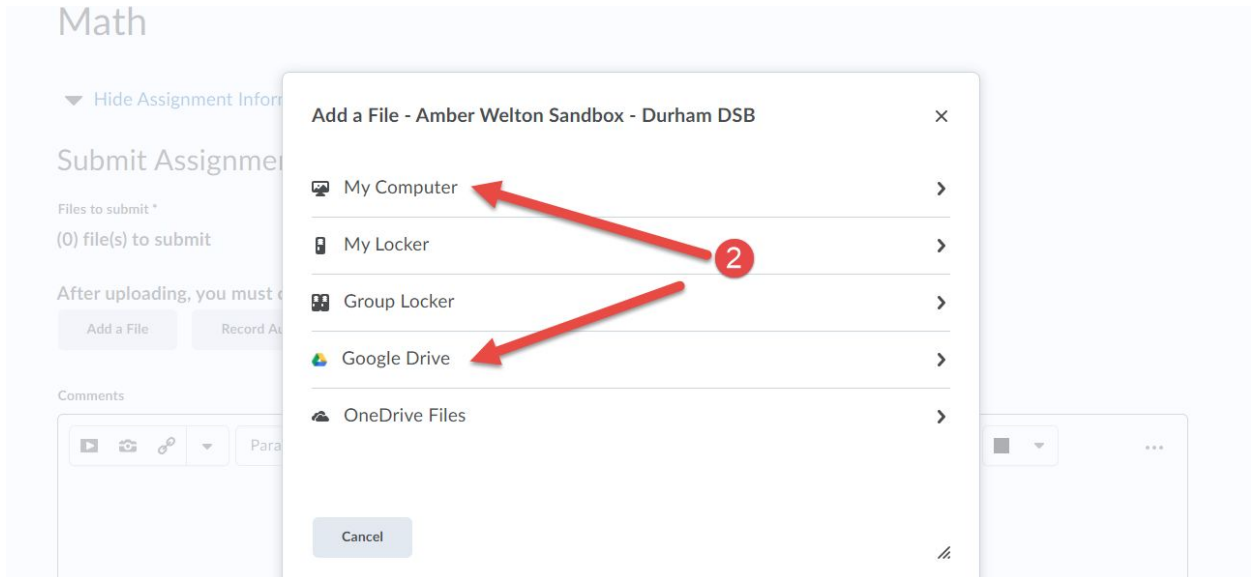 Math
Hide Assignment Infor
Add a File - Amber Welton Sandbox - Durham DSB
Submit Assignme
My Computer
Files to submit *
(0) file(s) to submit
My Locker
2
After uploading, you must
Group Locker
Add a File
Record Au
Google Drive
Comments
OneDrive Files
Para
Cancel